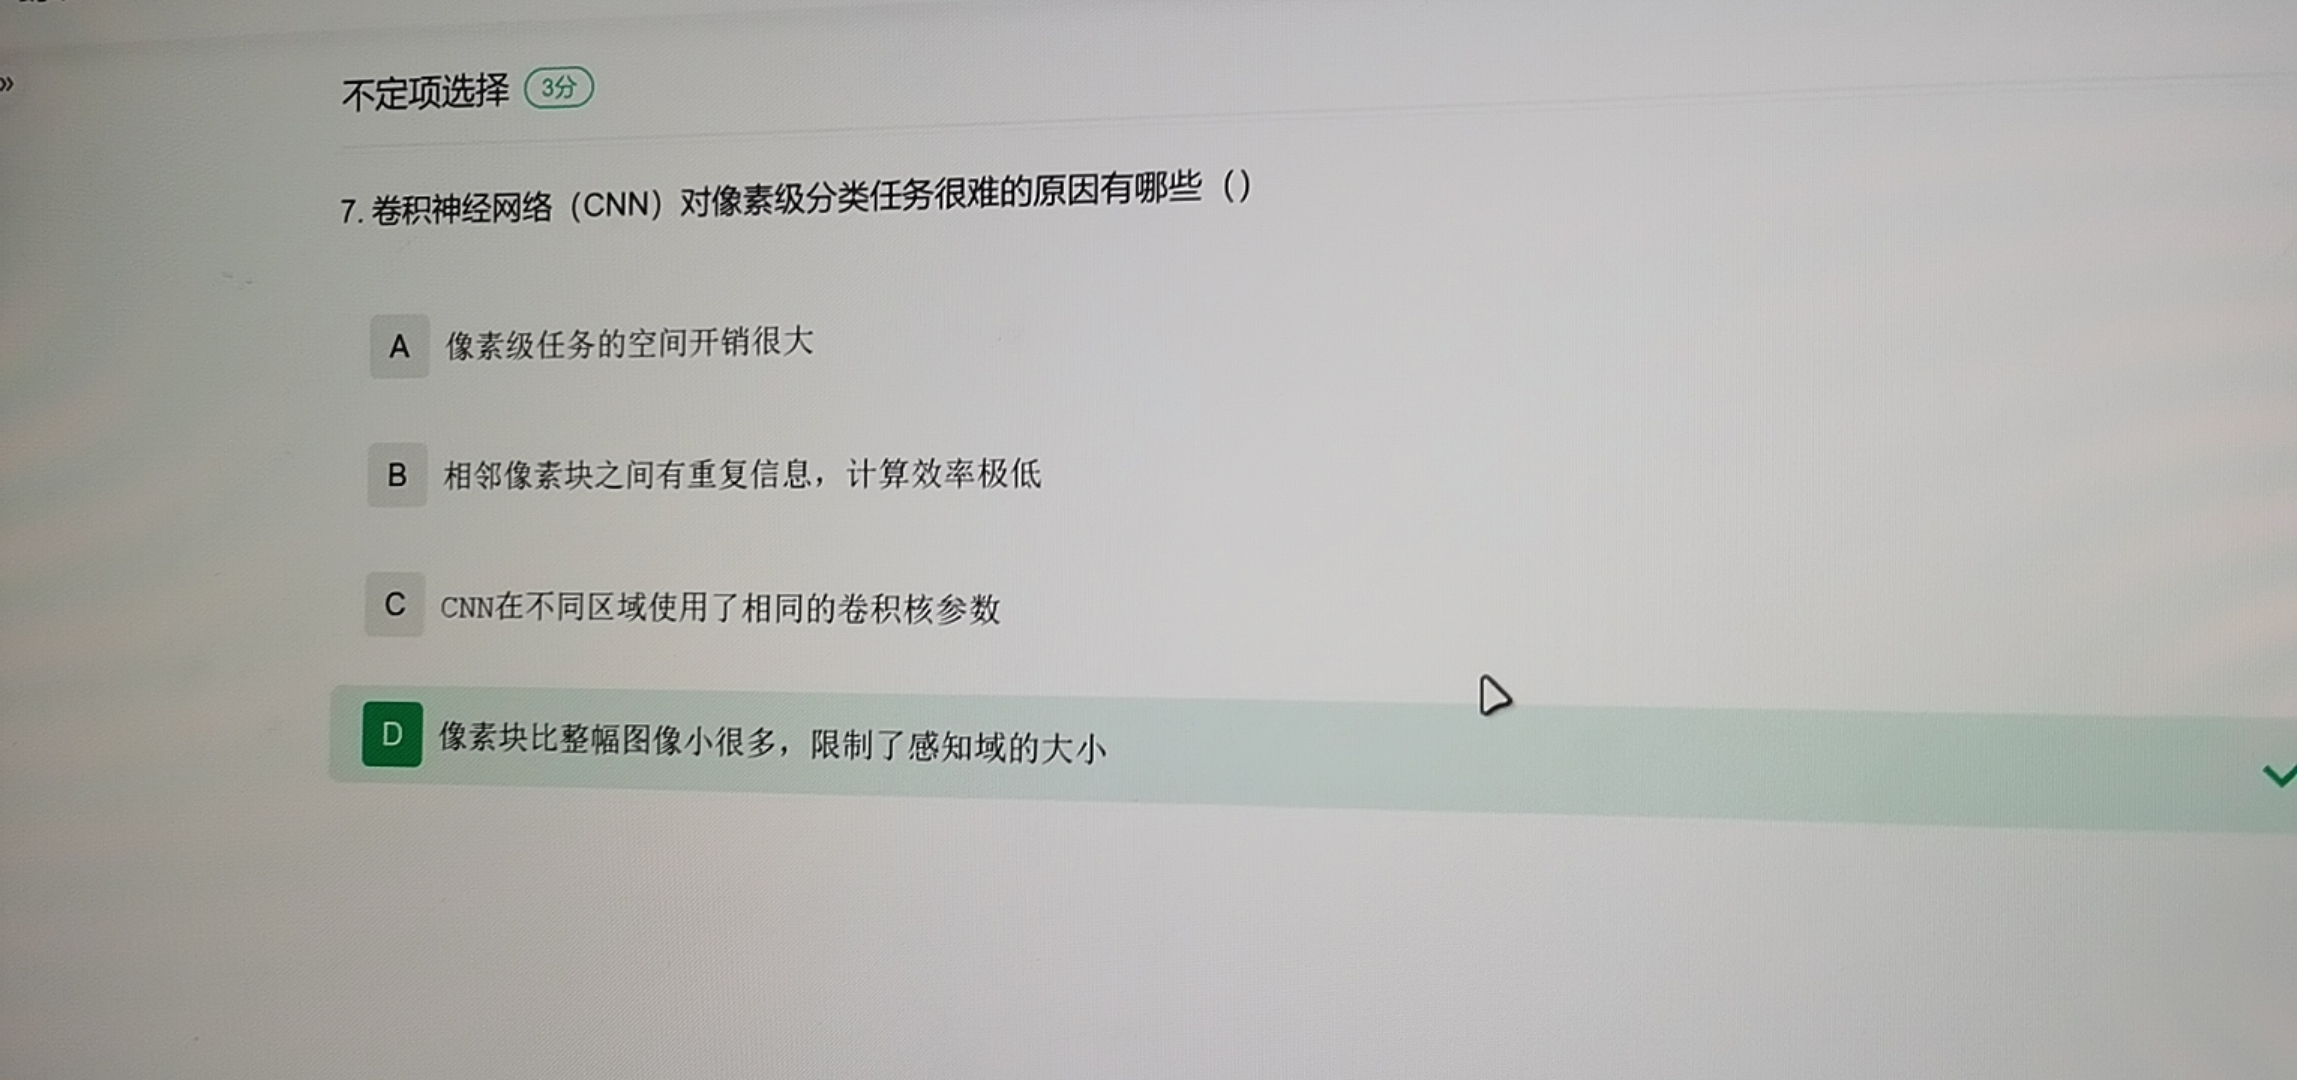 »
不定项选择 3分
7. 卷积神经网络（CNN）对像素级分类任务很难的原因有哪些（）
A 像素级任务的空间开销很大
B 相邻像素块之间有重复信息，计算效率极低
C CNN在不同区域使用了相同的卷积核参数
D 像素块比整幅图像小很多，限制了感知域的大小